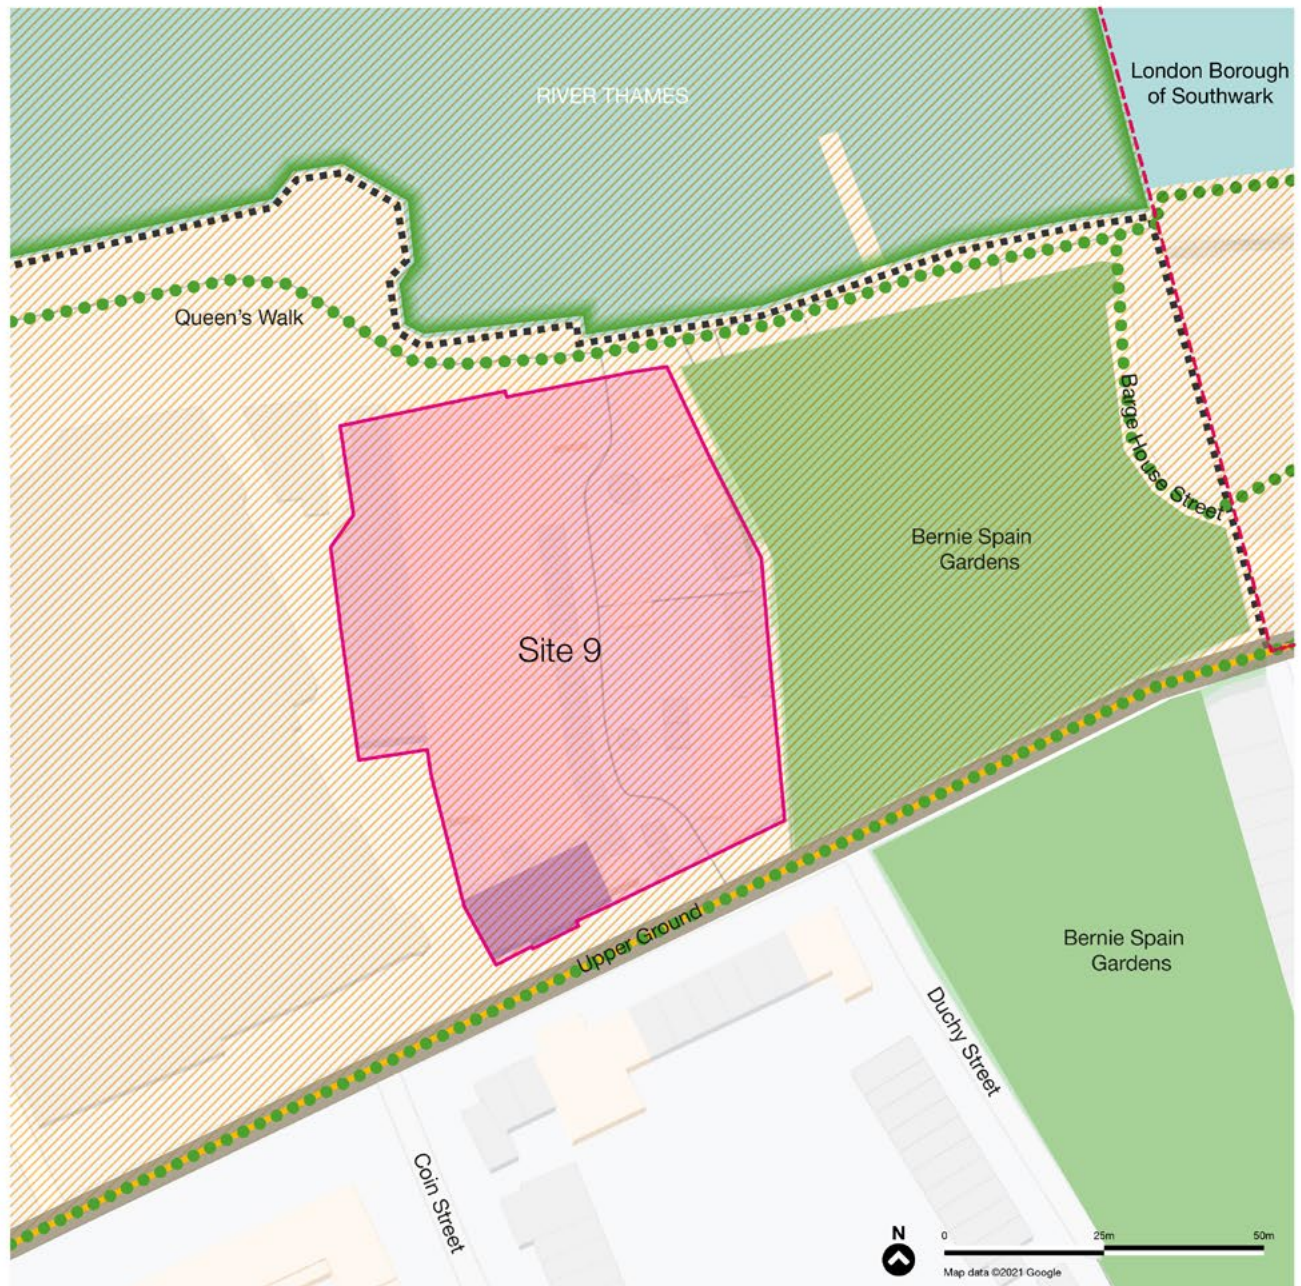 London Borough
of Southwark
RIVER THAMES
Queen's Walk
Barge House Street
Bernie Spain
Gardens
Site 9
Upper Ground
Bernie Spain
Gardens
Duchy Street
Coin Street
N
0 25m 50m
Map data ©2021 Google